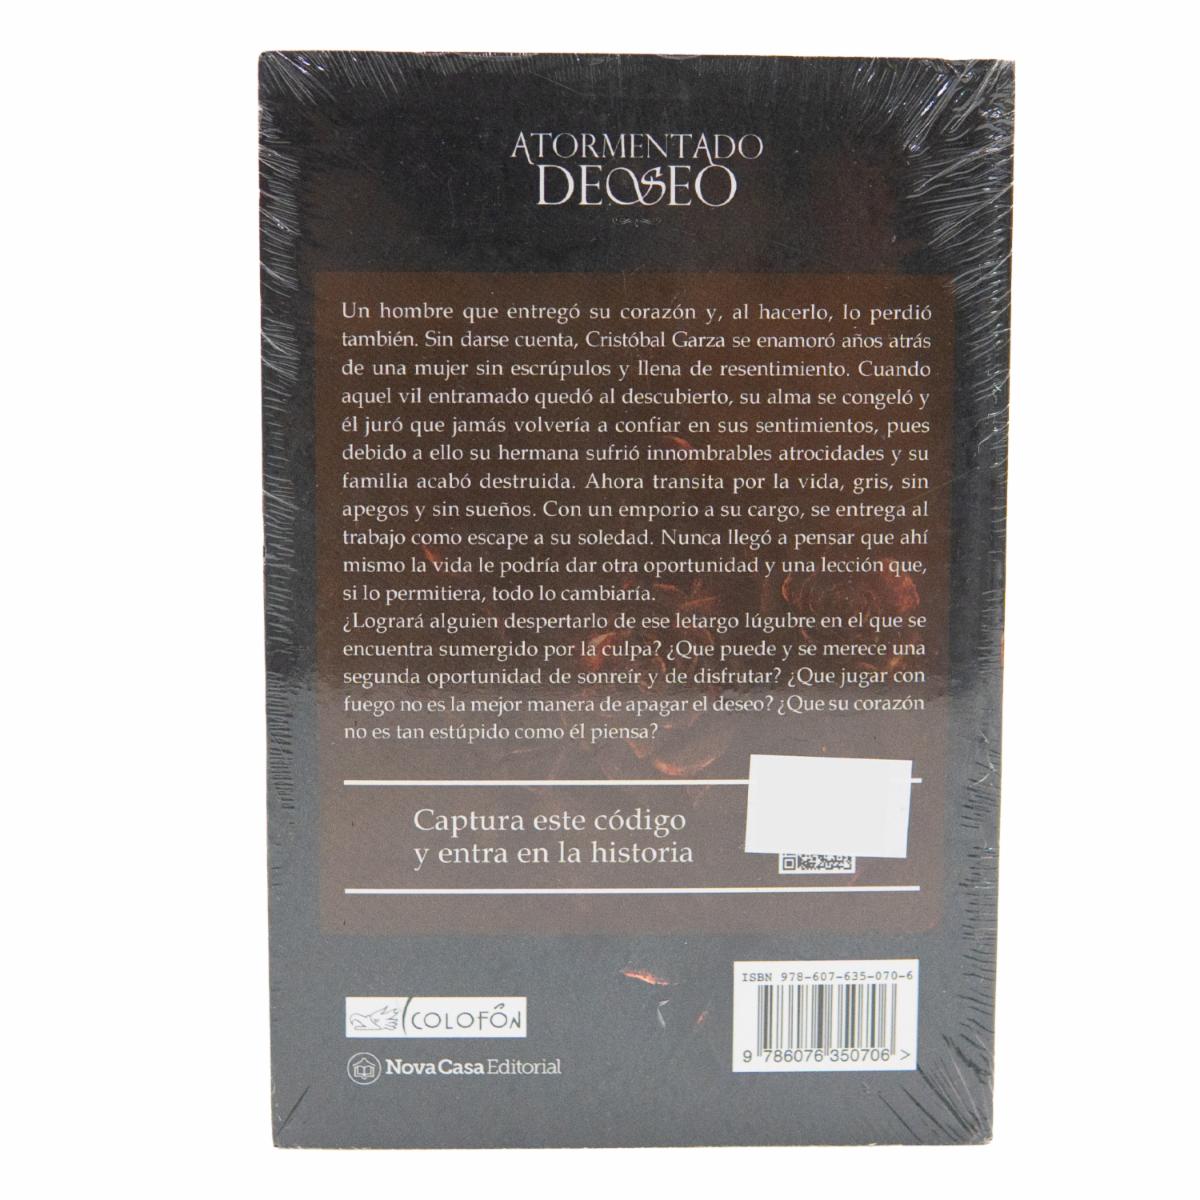 ATORMENTADO
DESEO
Un hombre que entregó su corazón y, al hacerlo, lo perdió
también. Sin darse cuenta, Cristóbal Garza se enamoró años atrás
de una mujer sin escrúpulos y llena de resentimiento. Cuando
aquel vil entramado quedó al descubierto, su alma se congeló y
él juró que jamás volvería a confiar en sus sentimientos, pues
debido a ello su hermana sufrió innombrables atrocidades y su
familia acabó destruida. Ahora transita por la vida, gris, sin
apegos y sin sueños. Con un emporio a su cargo, se entrega al
trabajo como escape a su soledad. Nunca llegó a pensar que ahí
mismo la vida le podría dar otra oportunidad y una lección que,
si lo permitiera, todo lo cambiaría.
¿Logrará alguien despertarlo de ese letargo lúgubre en el que se
encuentra sumergido por la culpa? ¿Que puede y se merece una
segunda oportunidad de sonreír y de disfrutar? ¿Que jugar con
fuego no es la mejor manera de apagar el deseo? ¿Que su corazón
no es tan estúpido como él piensa?
Captura este código
y entra en la historia
ISBN 978-607-635-070-6
9 786076 350706 >
COLOFÓN
Nova Casa Editorial